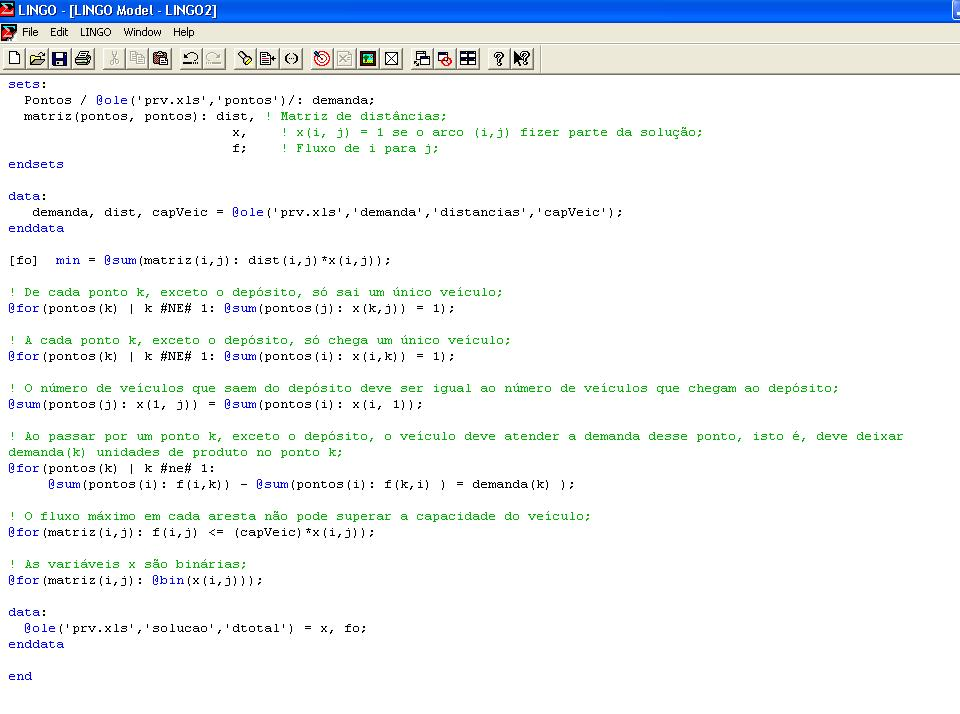 LINGO - [LINGO Model - LINGO2]
File Edit LINGO Window Help
sets:
Pontos / @ole('prv.xls','pontos')/: demanda;
matriz(pontos, pontos): dist, ! Matriz de distâncias;
x, ! x(i, j) = 1 se o arco (i,j) fizer parte da solução;
f; ! Fluxo de i para j;
endsets
data:
demanda, dist, capVeic = @ole('prv.xls','demanda','distancias','capVeic');
enddata
[fo] min = @sum(matriz(i,j): dist(i,j)*x(i,j));
! De cada ponto k, exceto o depósito, só sai um único veículo;
@for(pontos(k) | k #NE# 1: @sum(pontos(j): x(k,j)) = 1);
! A cada ponto k, exceto o depósito, só chega um único veículo;
@for(pontos(k) | k #NE# 1: @sum(pontos(i): x(i,k)) = 1);
! O número de veículos que saem do depósito deve ser igual ao número de veículos que chegam ao depósito;
@sum(pontos(j): x(1, j)) = @sum(pontos(i): x(i, 1));
! Ao passar por um ponto k, exceto o depósito, o veículo deve atender a demanda desse ponto, isto é, deve deixar
demanda(k) unidades de produto no ponto k;
@for(pontos(k) | k #ne# 1:
@sum(pontos(i): f(i,k)) - @sum(pontos(i): f(k,i) ) = demanda(k) );
! O fluxo máximo em cada aresta não pode superar a capacidade do veículo;
@for(matriz(i,j): f(i,j) <= (capVeic)*x(i,j));
! As variáveis x são binárias;
@for(matriz(i,j): @bin(x(i,j)));
data:
@ole('prv.xls','solucao','dtotal') = x, fo;
enddata
end